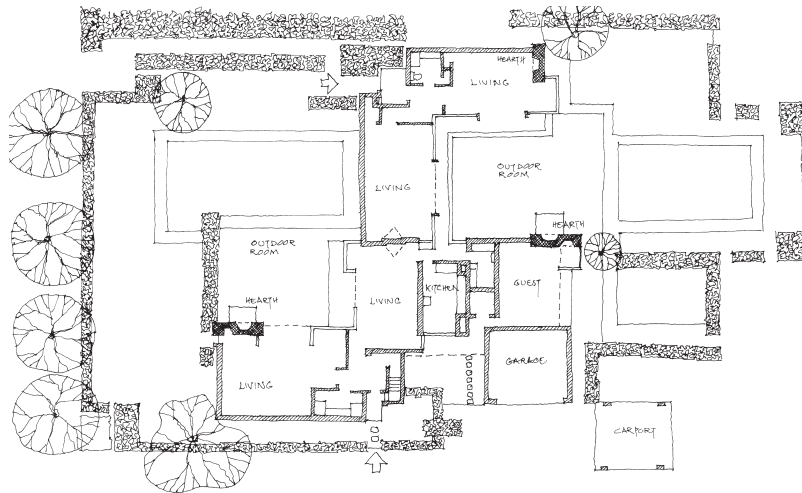 HEARTH
LIVING
OUTDOOR
ROOM
LIVING
HEARTH
OUTDOOR
ROOM
KITCHEN
GUEST
HEARTH
LIVING
GARAGE
LIVING
CARPORT